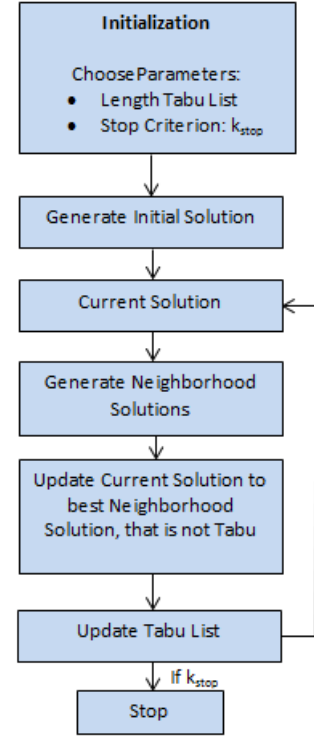 Initialization
ChooseParameters:
• Length Tabu List
• Stop Criterion: kstop
Generate Initial Solution
Current Solution
Generate Neighborhood
Solutions
Update Current Solution to
best Neighborhood
Solution, that is not Tabu
Update Tabu List
If kstop
Stop